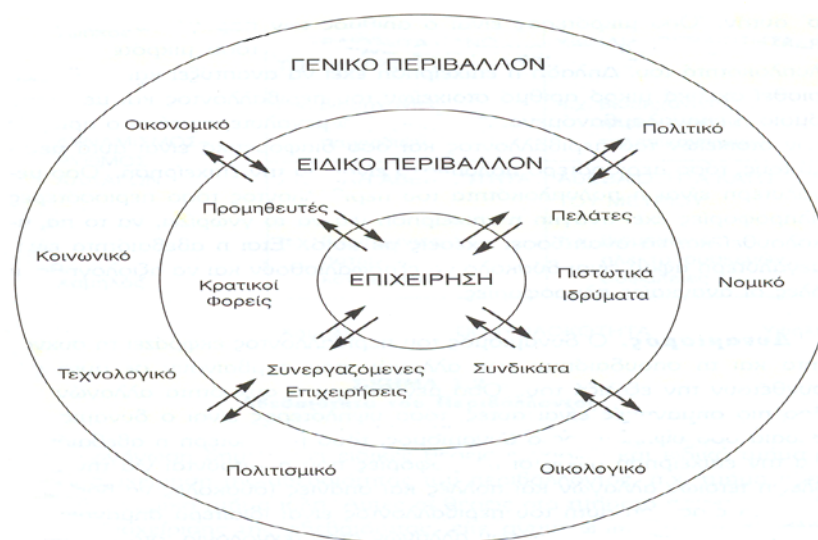 ΓΕΝΙΚΟ ΠΕΡΙΒΑΛΛΟΝ
Οικονομικό
Πολιτικό
ΕΙΔΙΚΟ ΠΕΡΙΒΑΛΛΟΝ
Προμηθευτές
Πελάτες
Κοινωνικό
Κρατικοί
Φορείς
ΕΠΙΧΕΙΡΗΣΗ
Πιστωτικά
Ιδρύματα
Νομικό
Τεχνολογικό
Συνεργαζόμενες
Επιχειρήσεις
Συνδικάτα
Πολιτισμικό
Οικολογικό